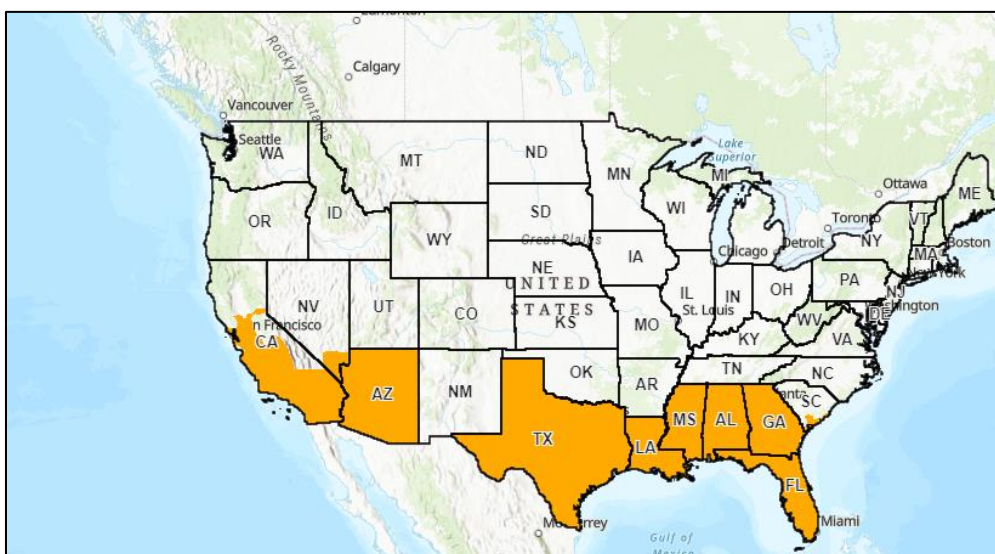 Calgary
Rocky Mountains
Vancouver
Seattle
WA
MT
ND
MN
Lake
Superior
MI
Ottawa
ME
OR
ID
SD
WI
Toronto
VT
WY
Great Plains
Chicago
Detroit
NY
MA
Boston
NE
IA
PA
UNITED
NJ
NV
UT
CO
STATES
IL
IN
OH
St. Louis
WV
DE
n Francisco
KS
MO
KY
VA
CA
TN
NC
AZ
NM
OK
AR
SC
TX
LA
MS
AL
GA
FL
Miami
Gulf of